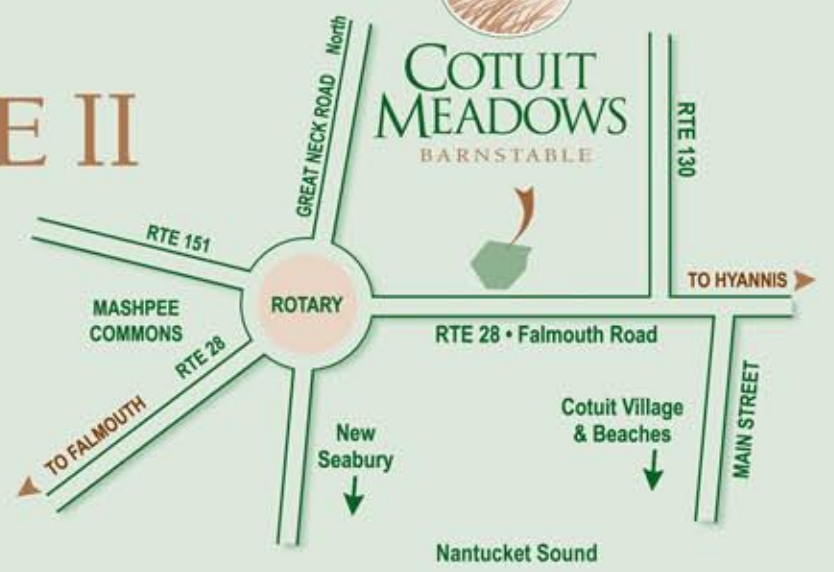 E II
COTUIT
MEADOWS
BARNSTABLE
GREAT NECK ROAD North
RTE 130
RTE 151
TO HYANNIS
MASHPEE
COMMONS
ROTARY
RTE 28 • Falmouth Road
RTE 28
TO FALMOUTH
New
Seabury
Cotuit Village
& Beaches
MAIN STREET
Nantucket Sound